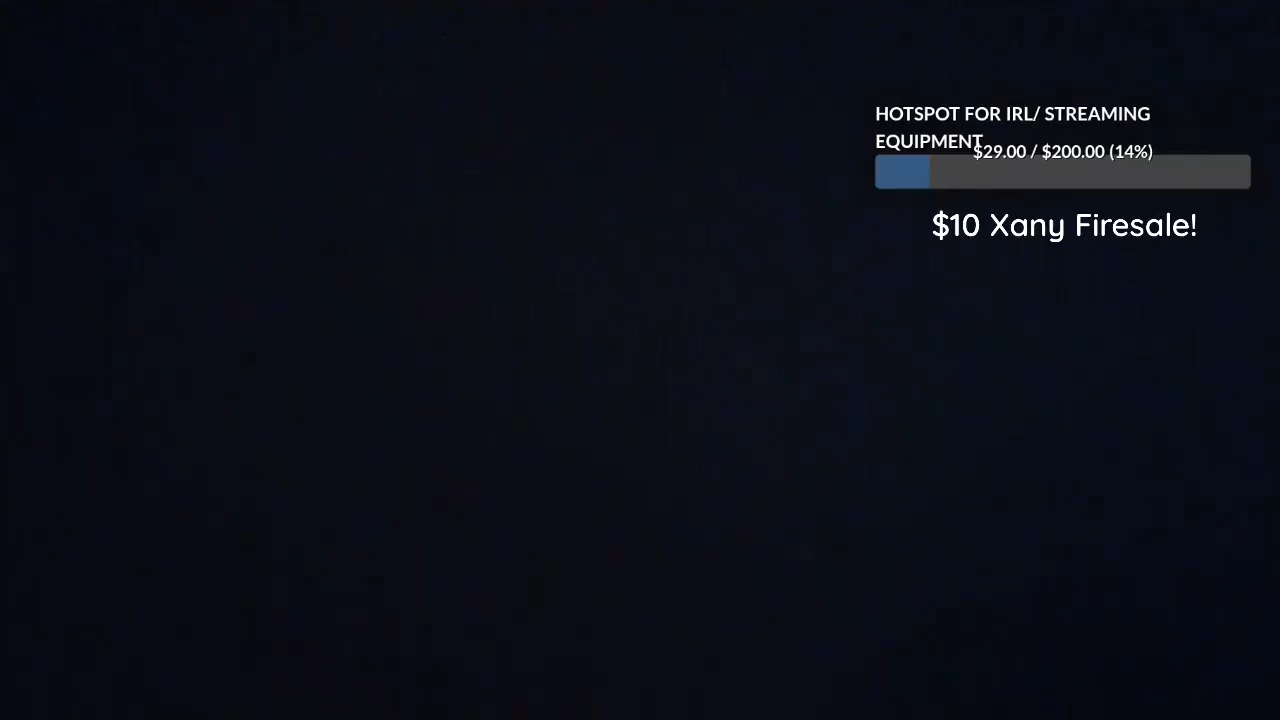 HOTSPOT FOR IRL/ STREAMING
EQUIPMENT
$29.00 / $200.00 (14%)
$10 Xany Firesale!